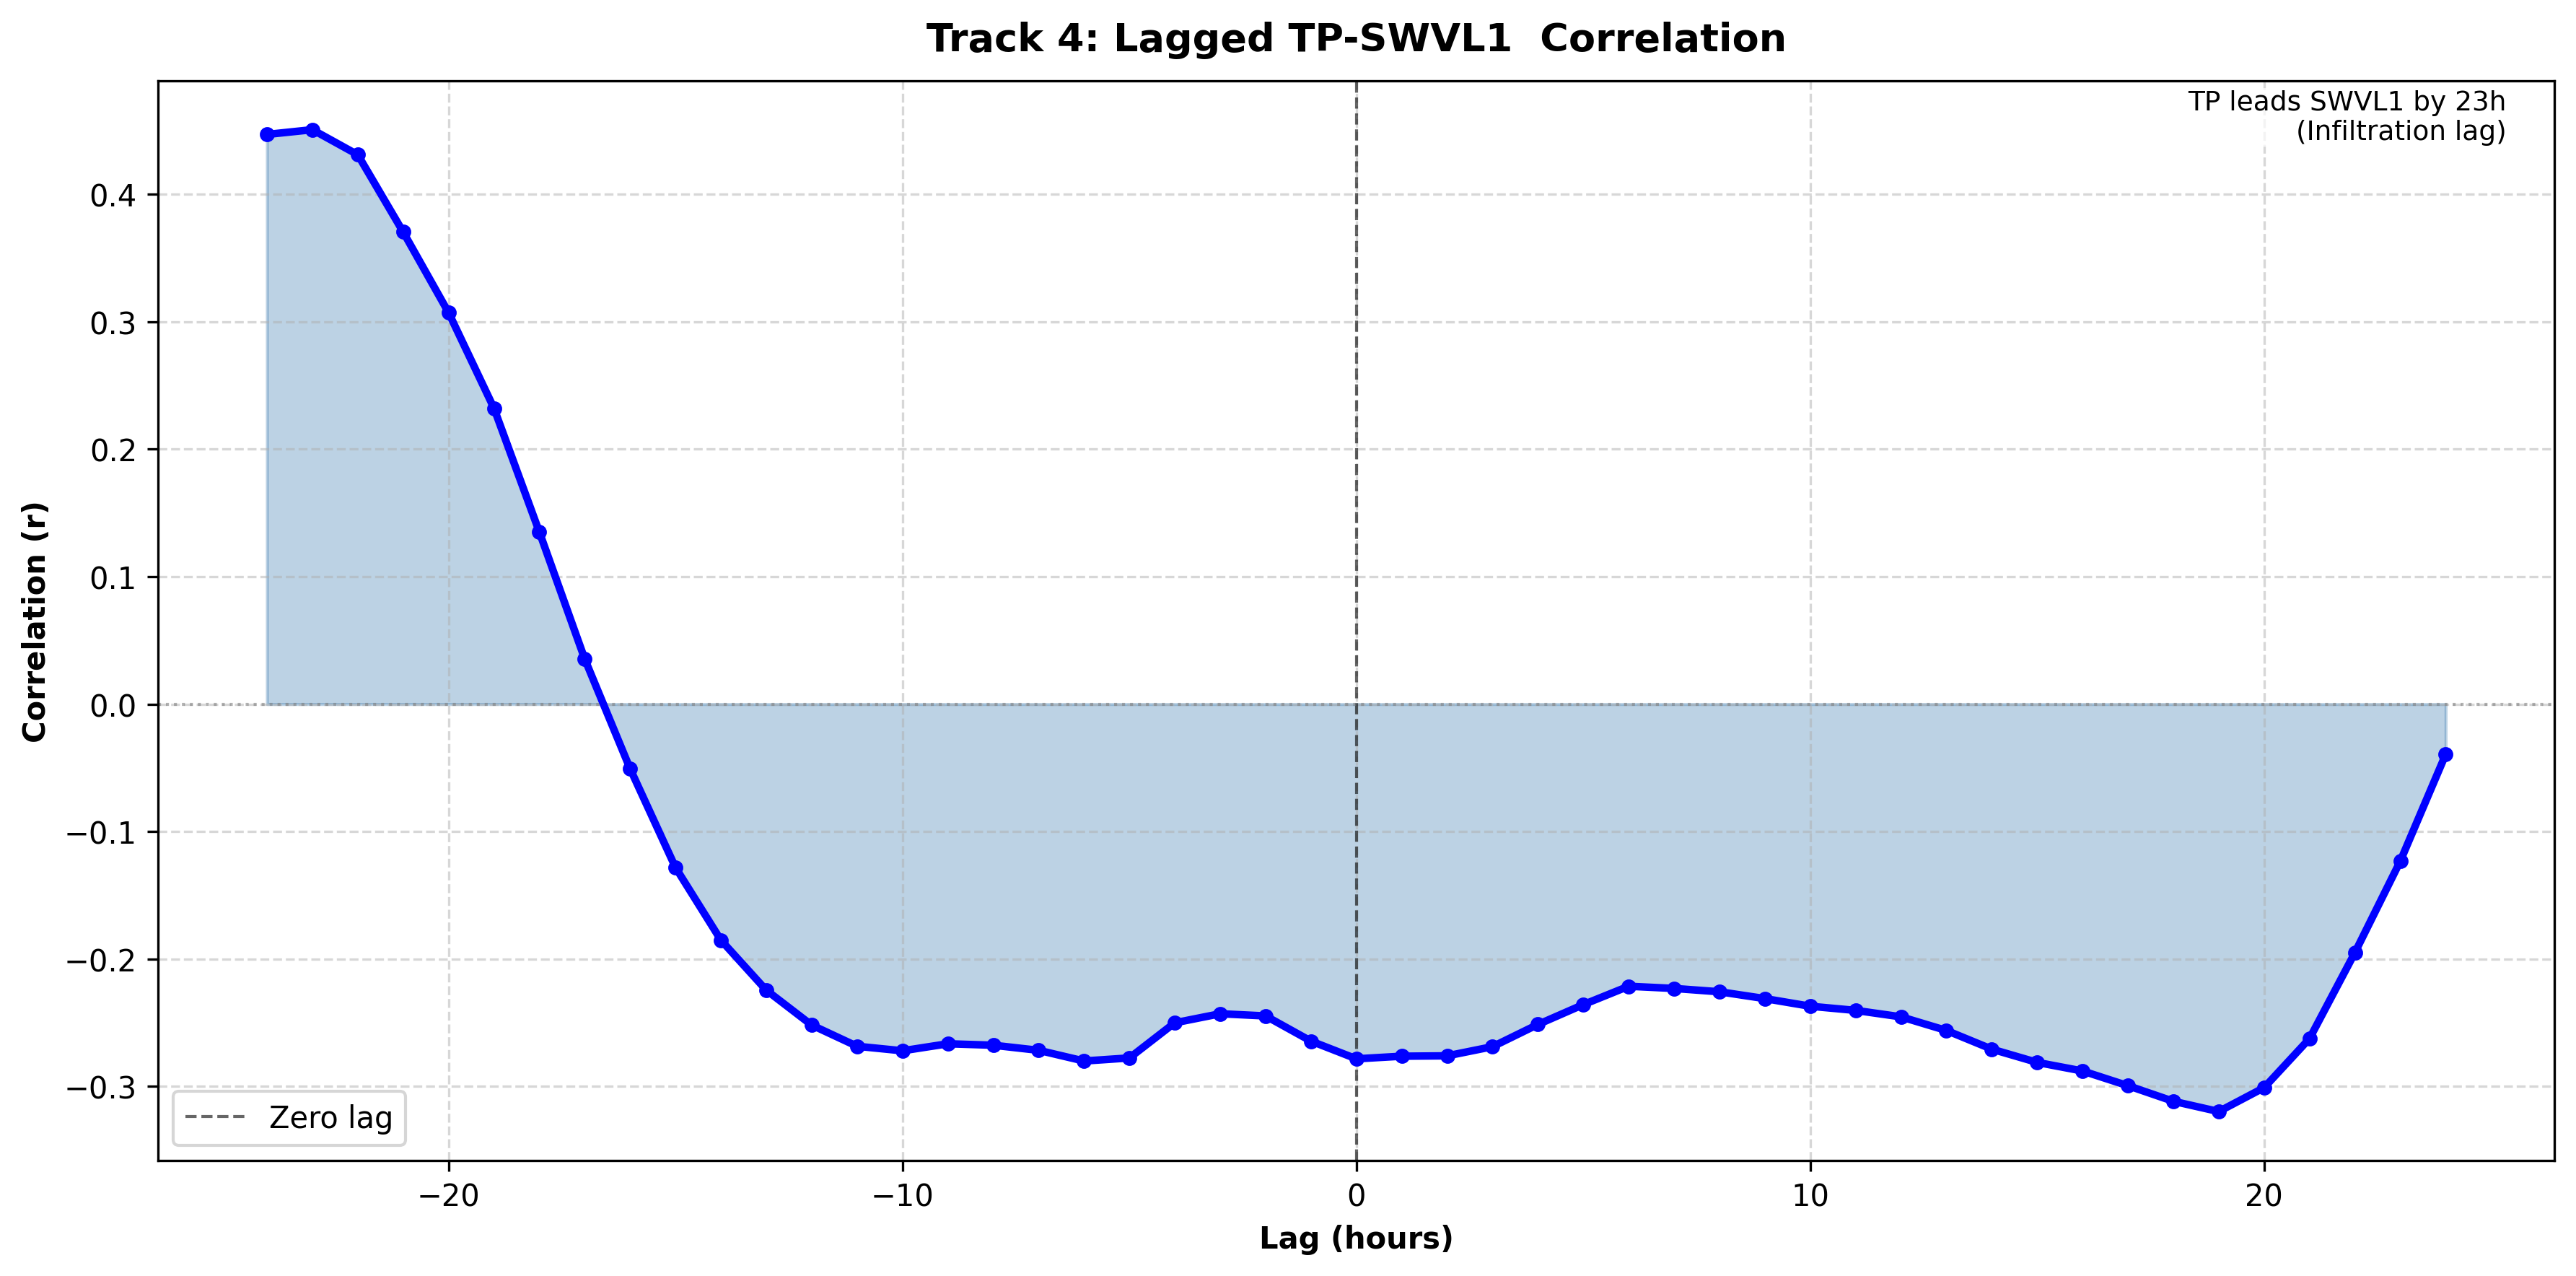 Track 4: Lagged TP-SWVL1  Correlation
TP leads SWVL1 by 23h
(Infiltration lag)
Correlation (r)
0.4
0.3
0.2
0.1
0.0
−0.1
−0.2
−0.3
Zero lag
−20
−10
0
10
20
Lag (hours)